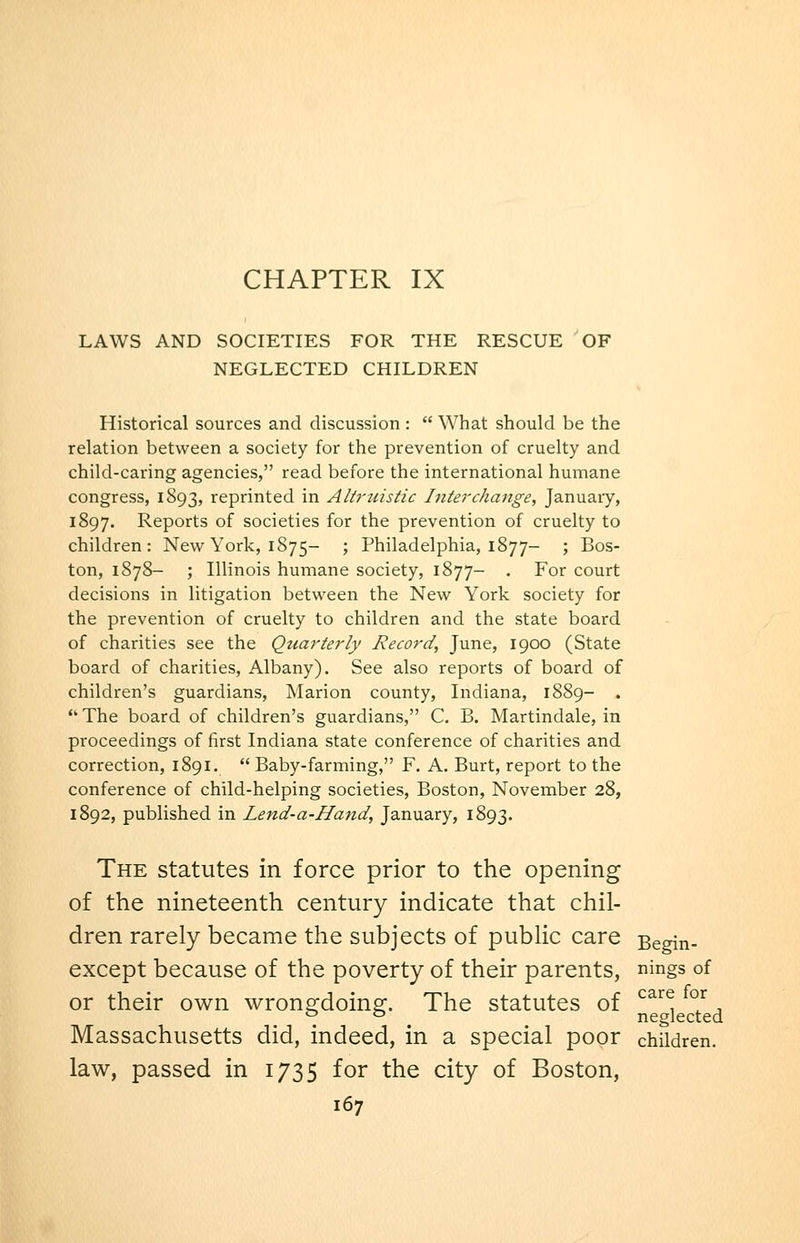 CHAPTER IX
LAWS AND SOCIETIES FOR THE RESCUE OF
NEGLECTED CHILDREN
Historical sources and discussion : “ What should be the
relation between a society for the prevention of cruelty and
child-caring agencies,” read before the international humane
congress, 1893, reprinted in Altruistic Interchange, January,
1897. Reports of societies for the prevention of cruelty to
children : New York, 1875– ; Philadelphia, 1877– ; Bos-
ton, 1878– ; Illinois humane society, 1877– . For court
decisions in litigation between the New York society for
the prevention of cruelty to children and the state board
of charities see the Quarterly Record, June, 1900 (State
board of charities, Albany). See also reports of board of
children’s guardians, Marion county, Indiana, 1889– .
“ The board of children’s guardians,” C. B. Martindale, in
proceedings of first Indiana state conference of charities and
correction, 1891. “ Baby-farming,” F. A. Burt, report to the
conference of child-helping societies, Boston, November 28,
1892, published in Lend-a-Hand, January, 1893.
THE statutes in force prior to the opening
of the nineteenth century indicate that chil-
dren rarely became the subjects of public care
except because of the poverty of their parents,
or their own wrongdoing. The statutes of
Massachusetts did, indeed, in a special poor
law, passed in 1735 for the city of Boston,
Begin-
nings of
care for
neglected
children.
167